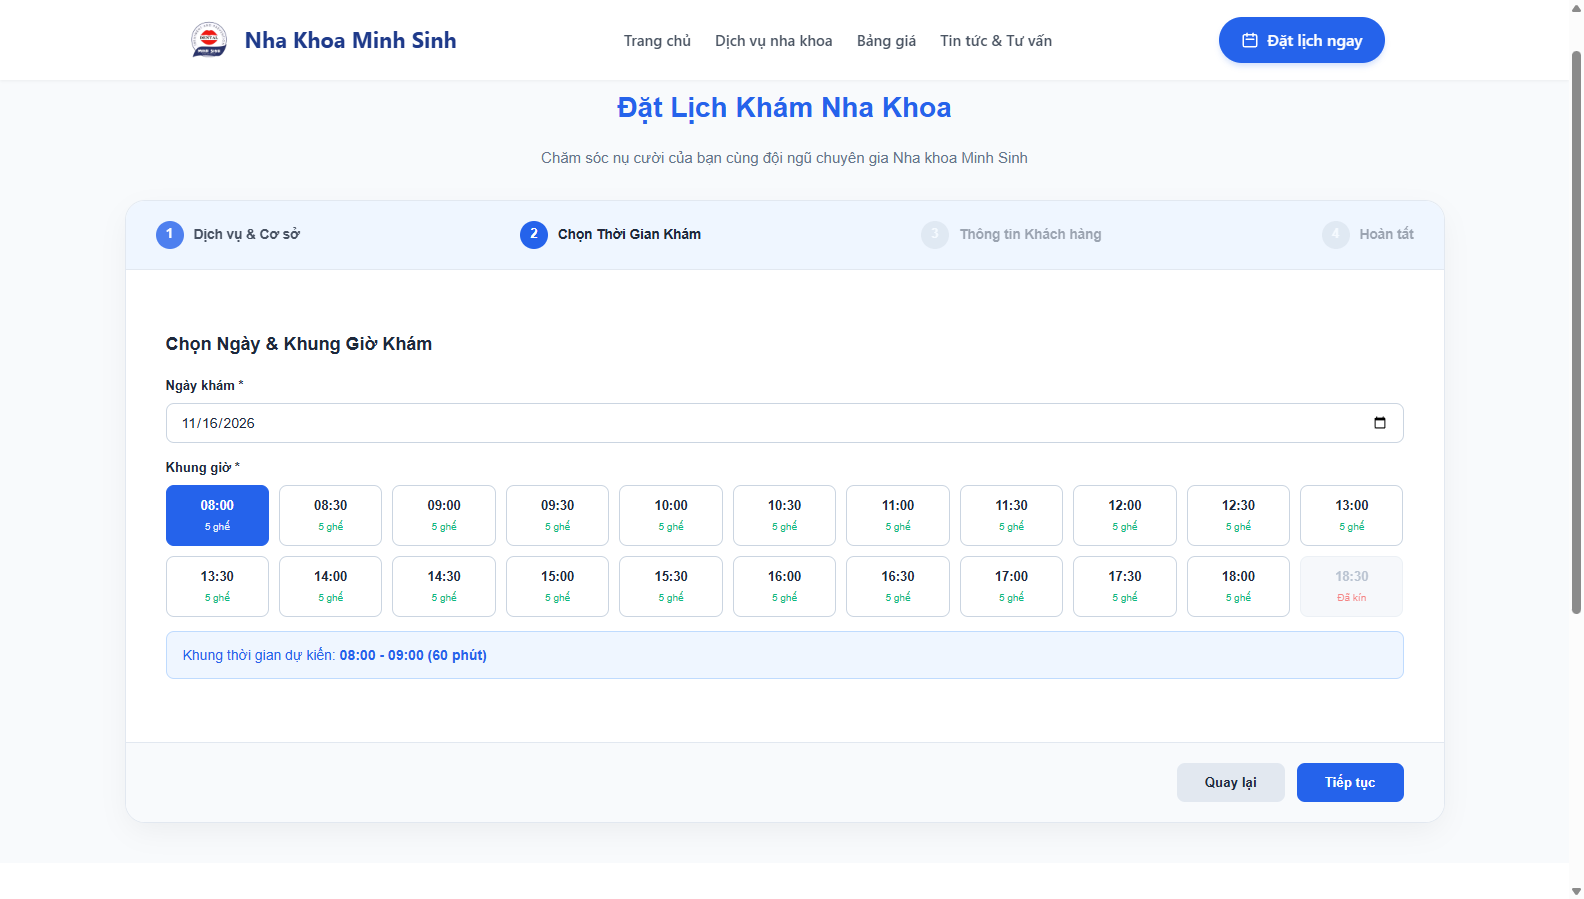 DENTAL
MINH SINH
Nha Khoa Minh Sinh
Trang chủ
Dịch vụ nha khoa
Bảng giá
Tin tức & Tư vấn
Đặt lịch ngay
Đặt Lịch Khám Nha Khoa
Chăm sóc nụ cười của bạn cùng đội ngũ chuyên gia Nha khoa Minh Sinh
1 Dịch vụ & Cơ sở
2 Chọn Thời Gian Khám
3 Thông tin Khách hàng
4 Hoàn tất
Chọn Ngày & Khung Giờ Khám
Ngày khám *
11/16/2026
Khung giờ *
08:00 08:30 09:00 09:30 10:00 10:30 11:00 11:30 12:00 12:30 13:00
5 ghế 5 ghế 5 ghế 5 ghế 5 ghế 5 ghế 5 ghế 5 ghế 5 ghế 5 ghế 5 ghế
13:30 14:00 14:30 15:00 15:30 16:00 16:30 17:00 17:30 18:00 18:30
5 ghế 5 ghế 5 ghế 5 ghế 5 ghế 5 ghế 5 ghế 5 ghế 5 ghế 5 ghế Đã kín
Khung thời gian dự kiến: 08:00 - 09:00 (60 phút)
Quay lại
Tiếp tục